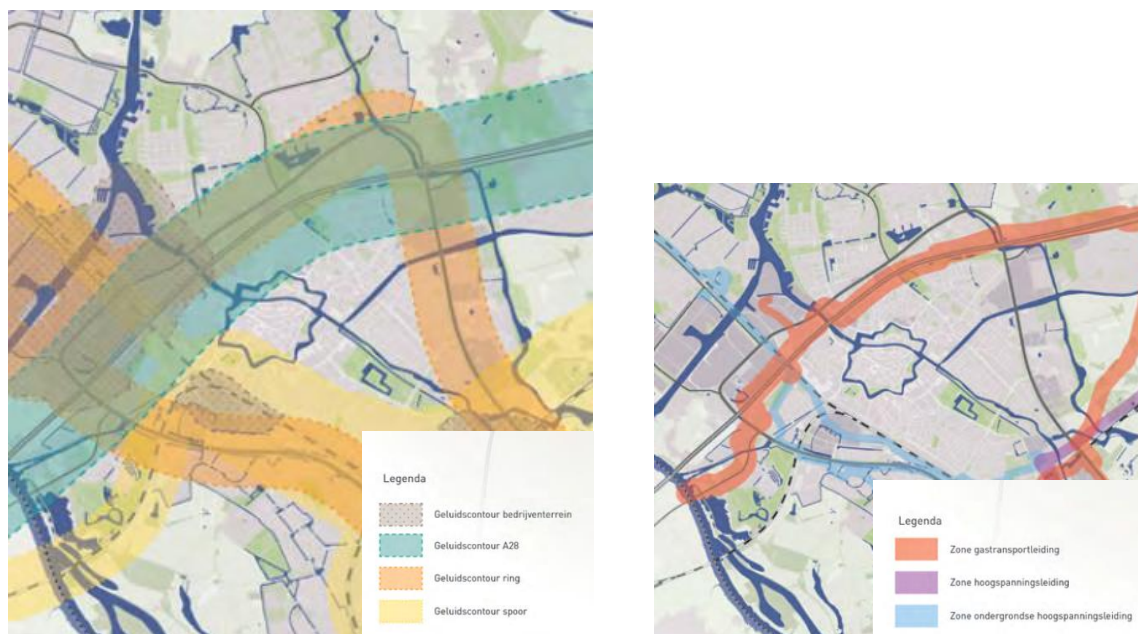 Legenda
Geluidscontour bedrijventerrein
Geluidscontour A28
Geluidscontour ring
Geluidscontour spoor
Legenda
Zone gastransportleiding
Zone hoogspanningsleiding
Zone ondergrondse hoogspanningsleiding